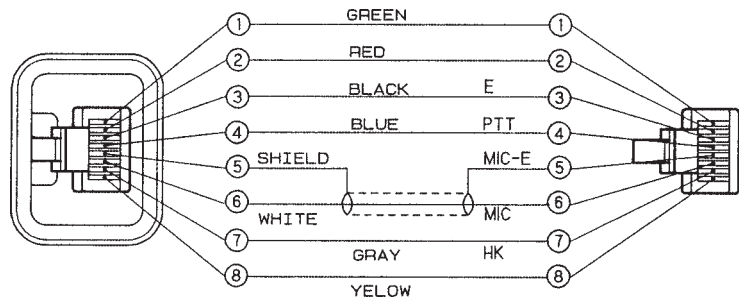 1 GREEN 1
2 RED 2
3 BLACK E 3
4 BLUE PTT 4
5 SHIELD MIC-E 5
6 WHITE MIC 6
7 GRAY HK 7
8 YELOW 8